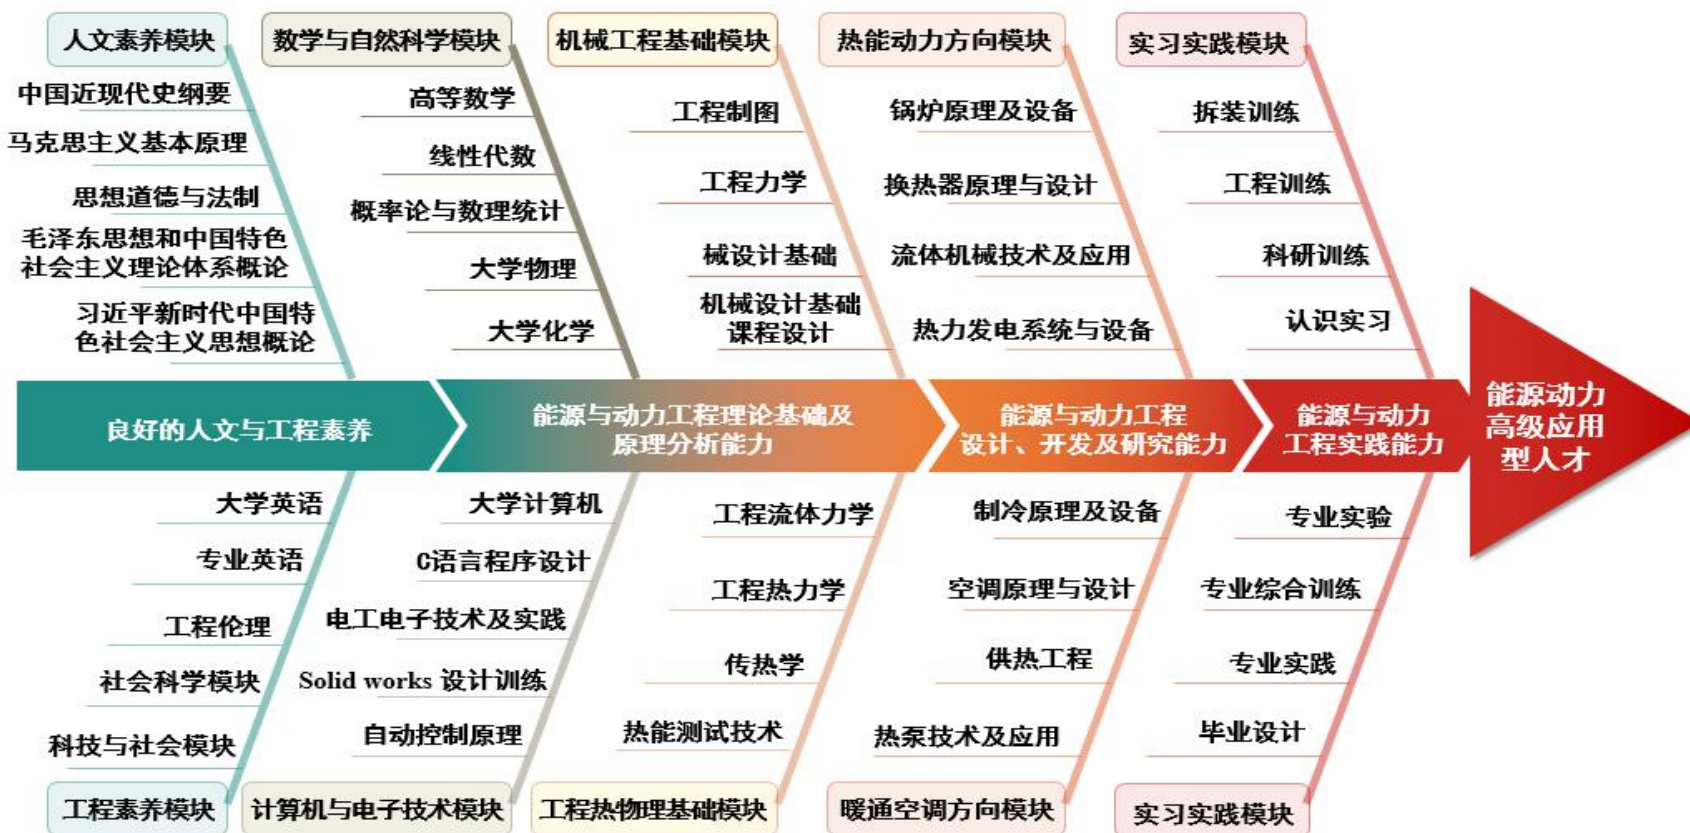 人文素养模块
中国近现代史纲要
马克思主义基本原理
思想道德与法制
毛泽东思想和中国特色
社会主义理论体系概论
习近平新时代中国特
色社会主义思想概论
数学与自然科学模块
高等数学
线性代数
概率论与数理统计
大学物理
大学化学
机械工程基础模块
工程制图
工程力学
械设计基础
机械设计基础
课程设计
热能动力方向模块
锅炉原理及设备
换热器原理与设计
流体机械技术及应用
热力发电系统与设备
实习实践模块
拆装训练
工程训练
科研训练
认识实习
良好的人文与工程素养
能源与动力工程理论基础及
原理分析能力
能源与动力工程
设计、开发及研究能力
能源与动力
工程实践能力
能源动力
高级应用
型人才
大学英语
专业英语
工程伦理
社会科学模块
科技与社会模块
工程素养模块
大学计算机
C语言程序设计
电工电子技术及实践
Solid works 设计训练
自动控制原理
计算机与电子技术模块
工程流体力学
工程热力学
传热学
热能测试技术
工程热物理基础模块
制冷原理及设备
空调原理与设计
供热工程
热泵技术及应用
暖通空调方向模块
专业实验
专业综合训练
专业实践
毕业设计
实习实践模块